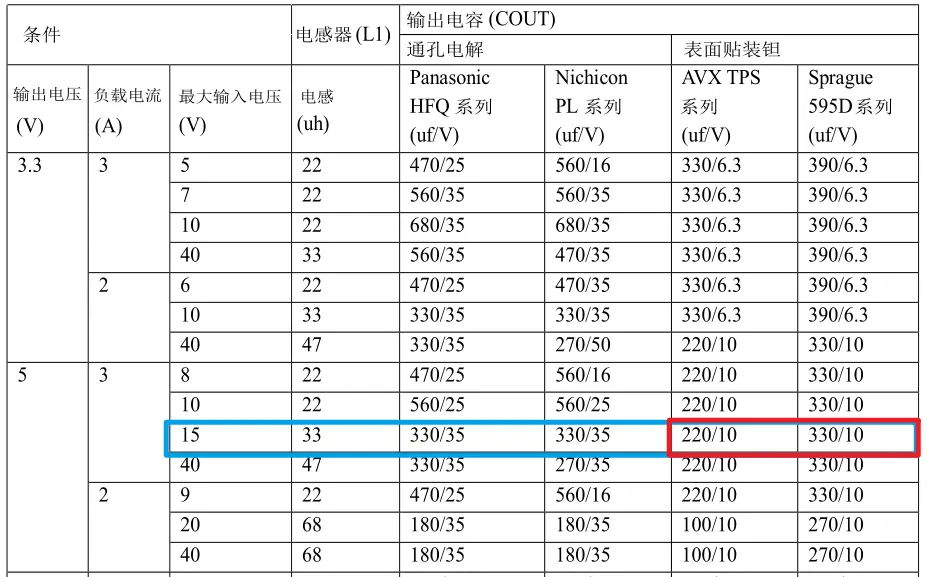 条件 电感器 (L1) 输出电容 (COUT)
通孔电解 表面贴装钽
输出电压 (V) 负载电流 (A) 最大输入电压 (V) 电感 (uh) Panasonic HFQ 系列 (uf/V) Nichicon PL 系列 (uf/V) AVX TPS 系列 (uf/V) Sprague 595D系列 (uf/V)
3.3 3 5 22 470/25 560/16 330/6.3 390/6.3
7 22 560/35 560/35 330/6.3 390/6.3
10 22 680/35 680/35 330/6.3 390/6.3
40 33 560/35 470/35 330/6.3 390/6.3
2 6 22 470/25 470/35 330/6.3 390/6.3
10 33 330/35 330/35 330/6.3 390/6.3
40 47 330/35 270/50 220/10 330/10
5 3 8 22 470/25 560/16 220/10 330/10
10 22 560/25 560/25 220/10 330/10
15 33 330/35 330/35 220/10 330/10
40 47 330/35 270/35 220/10 330/10
2 9 22 470/25 560/16 220/10 330/10
20 68 180/35 180/35 100/10 270/10
40 68 180/35 180/35 100/10 270/10